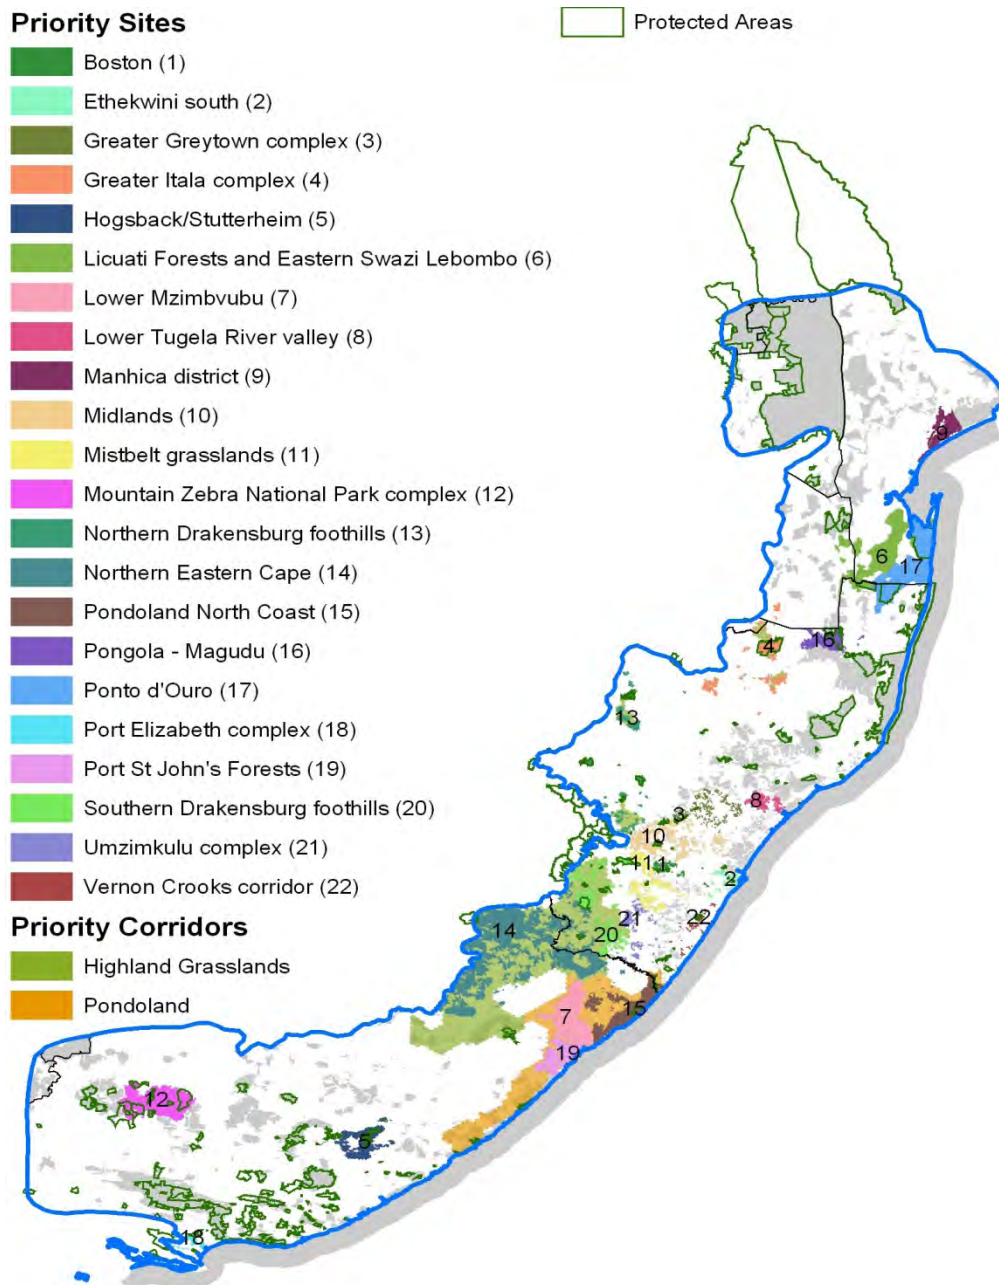 Priority Sites
Protected Areas
Boston (1)
Ethekwini south (2)
Greater Greytown complex (3)
Greater Itala complex (4)
Hogsback/Stutterheim (5)
Licuati Forests and Eastern Swazi Lebombo (6)
Lower Mzimbvubu (7)
Lower Tugela River valley (8)
Manhica district (9)
Midlands (10)
Mistbelt grasslands (11)
Mountain Zebra National Park complex (12)
Northern Drakensburg foothills (13)
Northern Eastern Cape (14)
Pondoland North Coast (15)
Pongola - Magudu (16)
Ponto d'Ouro (17)
Port Elizabeth complex (18)
Port St John's Forests (19)
Southern Drakensburg foothills (20)
Umzimkulu complex (21)
Vernon Crooks corridor (22)
Priority Corridors
Highland Grasslands
Pondoland
9
6
17
16
4
13
8
3
10
11
1
2
21
22
20
14
15
7
19
12
5
18